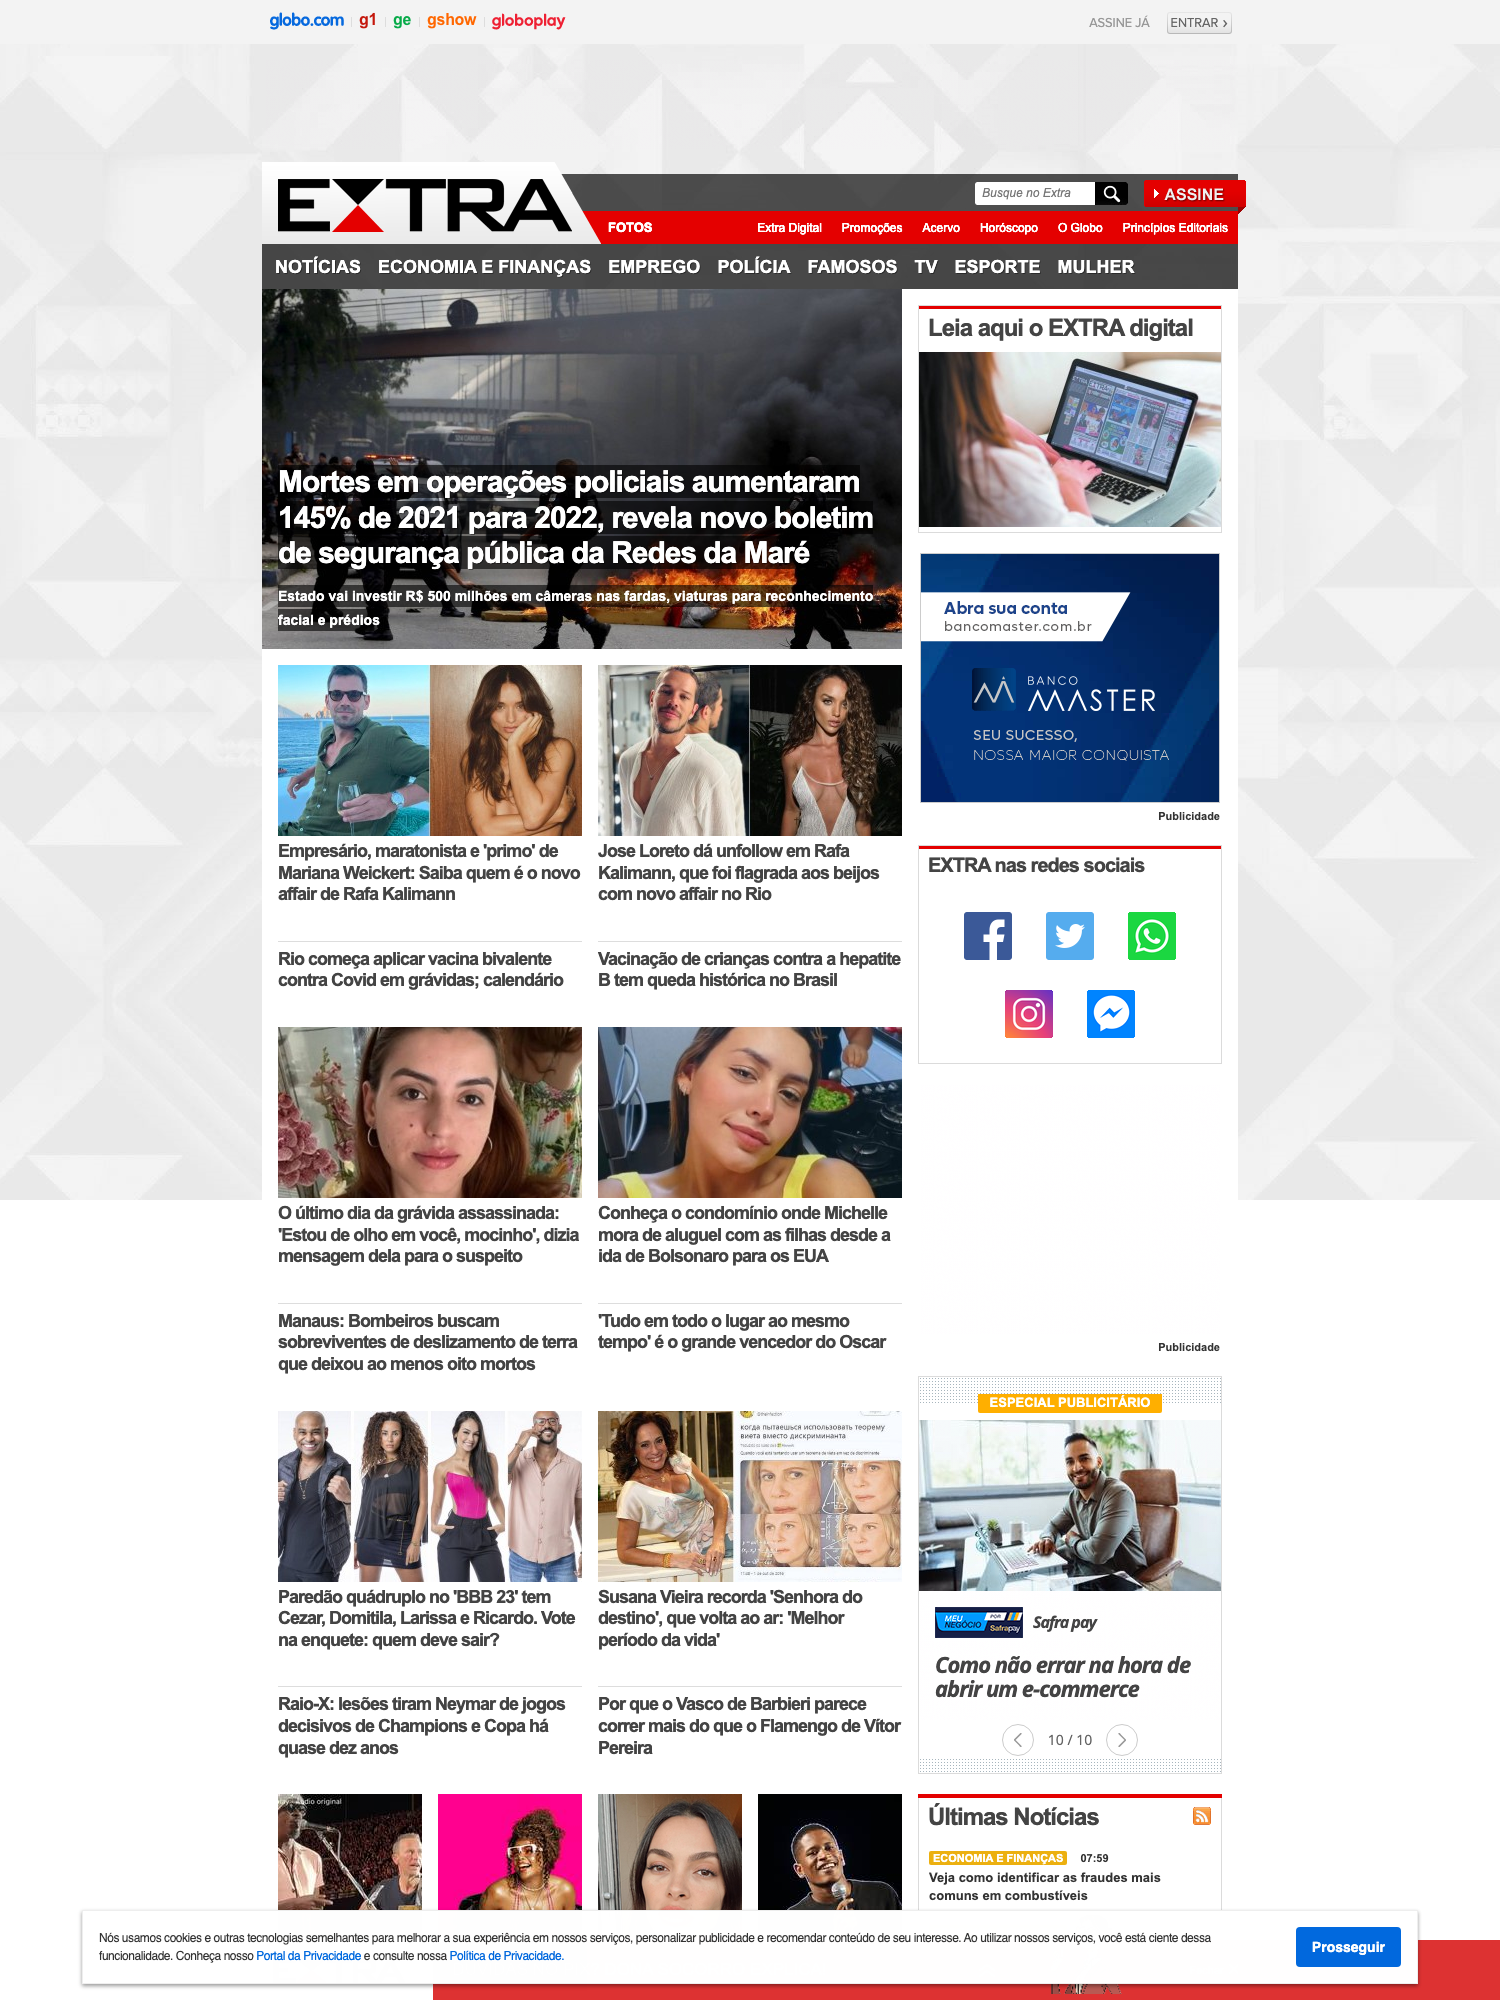 globo.com
g1
ge
gshow
globoplay
ASSINE JÁ
ENTRAR
EXTRA
Busque no Extra
ASSINE
FOTOS
Extra Digital
Promoções
Acervo
Horóscopo
O Globo
Princípios Editoriais
NOTÍCIAS
ECONOMIA E FINANÇAS
EMPREGO
POLÍCIA
FAMOSOS
TV
ESPORTE
MULHER
Mortes em operações policiais aumentaram
145% de 2021 para 2022, revela novo boletim
de segurança pública da Redes da Maré
Estado vai investir R$ 500 milhões em câmeras nas fardas, viaturas para reconhecimento
facial e prédios
Empresário, maratonista e 'primo' de
Mariana Weickert: Saiba quem é o novo
affair de Rafa Kalimann
Jose Loreto dá unfollow em Rafa
Kalimann, que foi flagrada aos beijos
com novo affair no Rio
Rio começa aplicar vacina bivalente
contra Covid em grávidas; calendário
Vacinação de crianças contra a hepatite
B tem queda histórica no Brasil
O último dia da grávida assassinada:
'Estou de olho em você, mocinho', dizia
mensagem dela para o suspeito
Conheça o condomínio onde Michelle
mora de aluguel com as filhas desde a
ida de Bolsonaro para os EUA
Manaus: Bombeiros buscam
sobreviventes de deslizamento de terra
que deixou ao menos oito mortos
'Tudo em todo o lugar ao mesmo
tempo' é o grande vencedor do Oscar
когда пытаешься использовать теорему
виета вместо дискриминанта
Paredão quádruplo no 'BBB 23' tem
Cezar, Domitila, Larissa e Ricardo. Vote
na enquete: quem deve sair?
Susana Vieira recorda 'Senhora do
destino', que volta ao ar: 'Melhor
período da vida'
Raio-X: lesões tiram Neymar de jogos
decisivos de Champions e Copa há
quase dez anos
Por que o Vasco de Barbieri parece
correr mais do que o Flamengo de Vítor
Pereira
áudio original
Leia aqui o EXTRA digital
Abra sua conta
bancomaster.com.br
BANCO
MASTER
SEU SUCESSO,
NOSSA MAIOR CONQUISTA
Publicidade
EXTRA nas redes sociais
Publicidade
ESPECIAL PUBLICITÁRIO
MEU
NEGÓCIO
POR
Safrapay
Safra pay
Como não errar na hora de
abrir um e-commerce
10 / 10
Últimas Notícias
ECONOMIA E FINANÇAS
07:59
Veja como identificar as fraudes mais
comuns em combustíveis
Nós usamos cookies e outras tecnologias semelhantes para melhorar a sua experiência em nossos serviços, personalizar publicidade e recomendar conteúdo de seu interesse. Ao utilizar nossos serviços, você está ciente dessa
funcionalidade. Conheça nosso Portal da Privacidade e consulte nossa Política de Privacidade.
Prosseguir